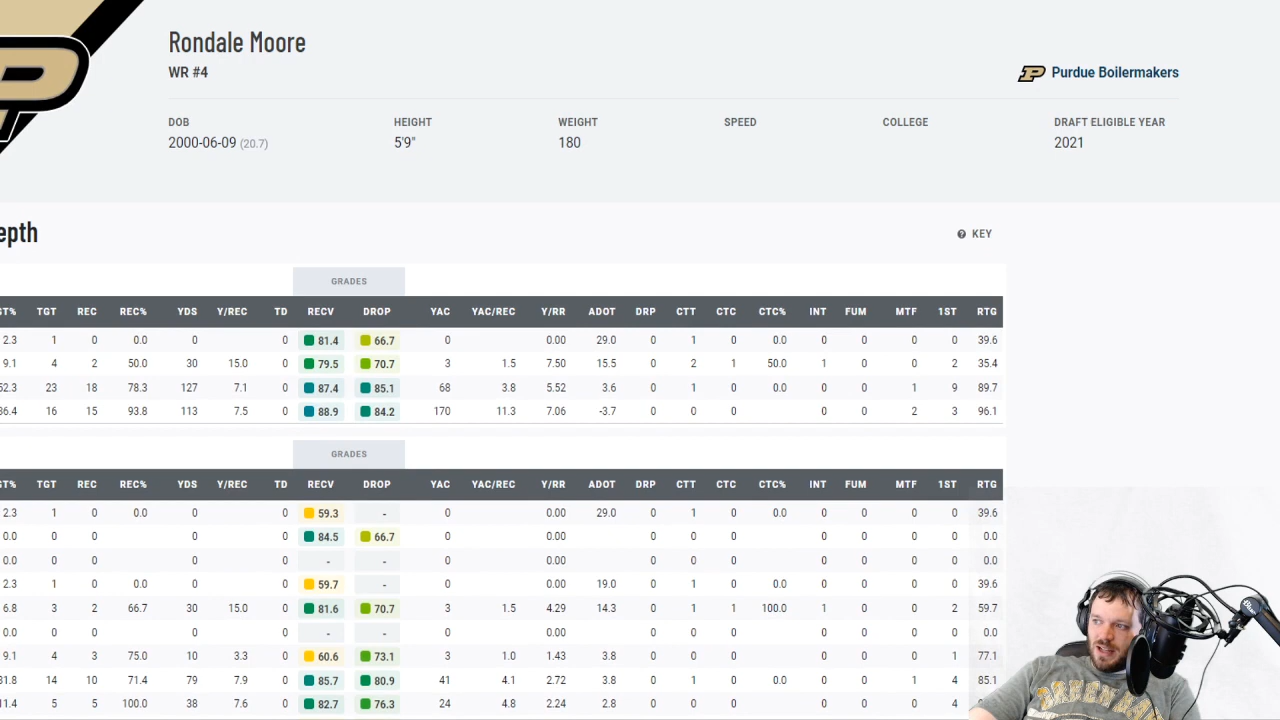 Rondale Moore
WR #4
P Purdue Boilermakers
DOB HEIGHT WEIGHT SPEED COLLEGE DRAFT ELIGIBLE YEAR
2000-06-09 (20.7) 5'9" 180 2021
epth
KEY
GRADES
GT% TGT REC REC% YDS Y/REC TD RECV DROP YAC YAC/REC Y/RR ADOT DRP CTT CTC CTC% INT FUM MTF 1ST RTG
2.3 1 0 0.0 0 0 81.4 66.7 0 0.00 29.0 0 1 0 0.0 0 0 0 0 39.6
9.1 4 2 50.0 30 15.0 0 79.5 70.7 3 1.5 7.50 15.5 0 2 1 50.0 1 0 0 2 35.4
52.3 23 18 78.3 127 7.1 0 87.4 85.1 68 3.8 5.52 3.6 0 1 0 0.0 0 0 1 9 89.7
36.4 16 15 93.8 113 7.5 0 88.9 84.2 170 11.3 7.06 -3.7 0 0 0 0 0 2 3 96.1
GRADES
GT% TGT REC REC% YDS Y/REC TD RECV DROP YAC YAC/REC Y/RR ADOT DRP CTT CTC CTC% INT FUM MTF 1ST RTG
2.3 1 0 0.0 0 0 59.3 - 0 0.00 29.0 0 1 0 0.0 0 0 0 0 39.6
0.0 0 0 0 0 84.5 66.7 0 0.00 0 0 0 0 0 0 0 0.0
0.0 0 0 0 0 - - 0 0.00 0 0 0 0 0 0 0 0.0
2.3 1 0 0.0 0 0 59.7 - 0 0.00 19.0 0 1 0 0.0 0 0 0 0 39.6
6.8 3 2 66.7 30 15.0 0 81.6 70.7 3 1.5 4.29 14.3 0 1 1 100.0 1 0 0 2 59.7
0.0 0 0 0 0 - - 0 0.00 0 0 0 0 0 0 0 0.0
9.1 4 3 75.0 10 3.3 0 60.6 73.1 3 1.0 1.43 3.8 0 0 0 0 0 0 1 77.1
31.8 14 10 71.4 79 7.9 0 85.7 80.9 41 4.1 2.72 3.8 0 1 0 0.0 0 0 1 4 85.1
11.4 5 5 100.0 38 7.6 0 82.7 76.3 24 4.8 2.24 2.8 0 0 0 0 0 0 4